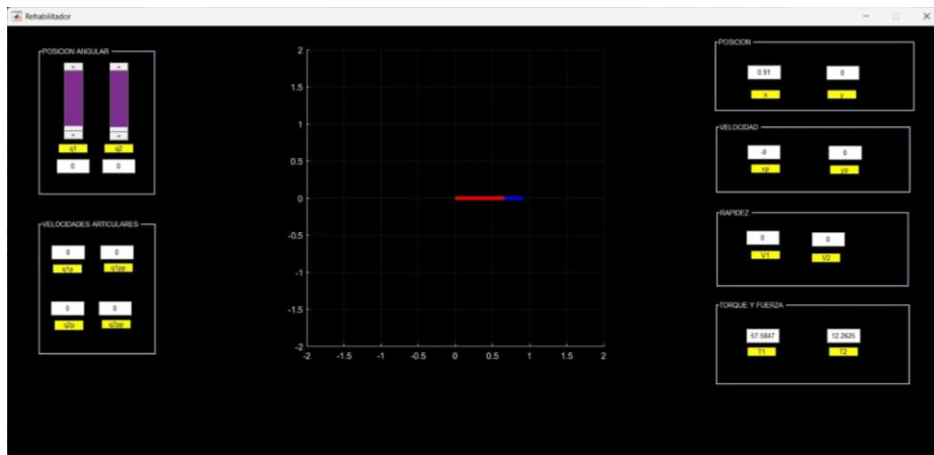 Rehabilitador
POSICION ANGULAR
q1 q2
0 0
VELOCIDADES ARTICULARES
0 0
q1p q1pp
0 0
q2p q2pp
2
1.5
1
0.5
0
-0.5
-1
-1.5
-2
-2 -1.5 -1 -0.5 0 0.5 1 1.5 2
POSICION
0.91 0
x y
VELOCIDAD
-0 0
xp yp
RAPIDEZ
0 0
V1 V2
TORQUE Y FUERZA
57.5847 12.2625
T1 T2